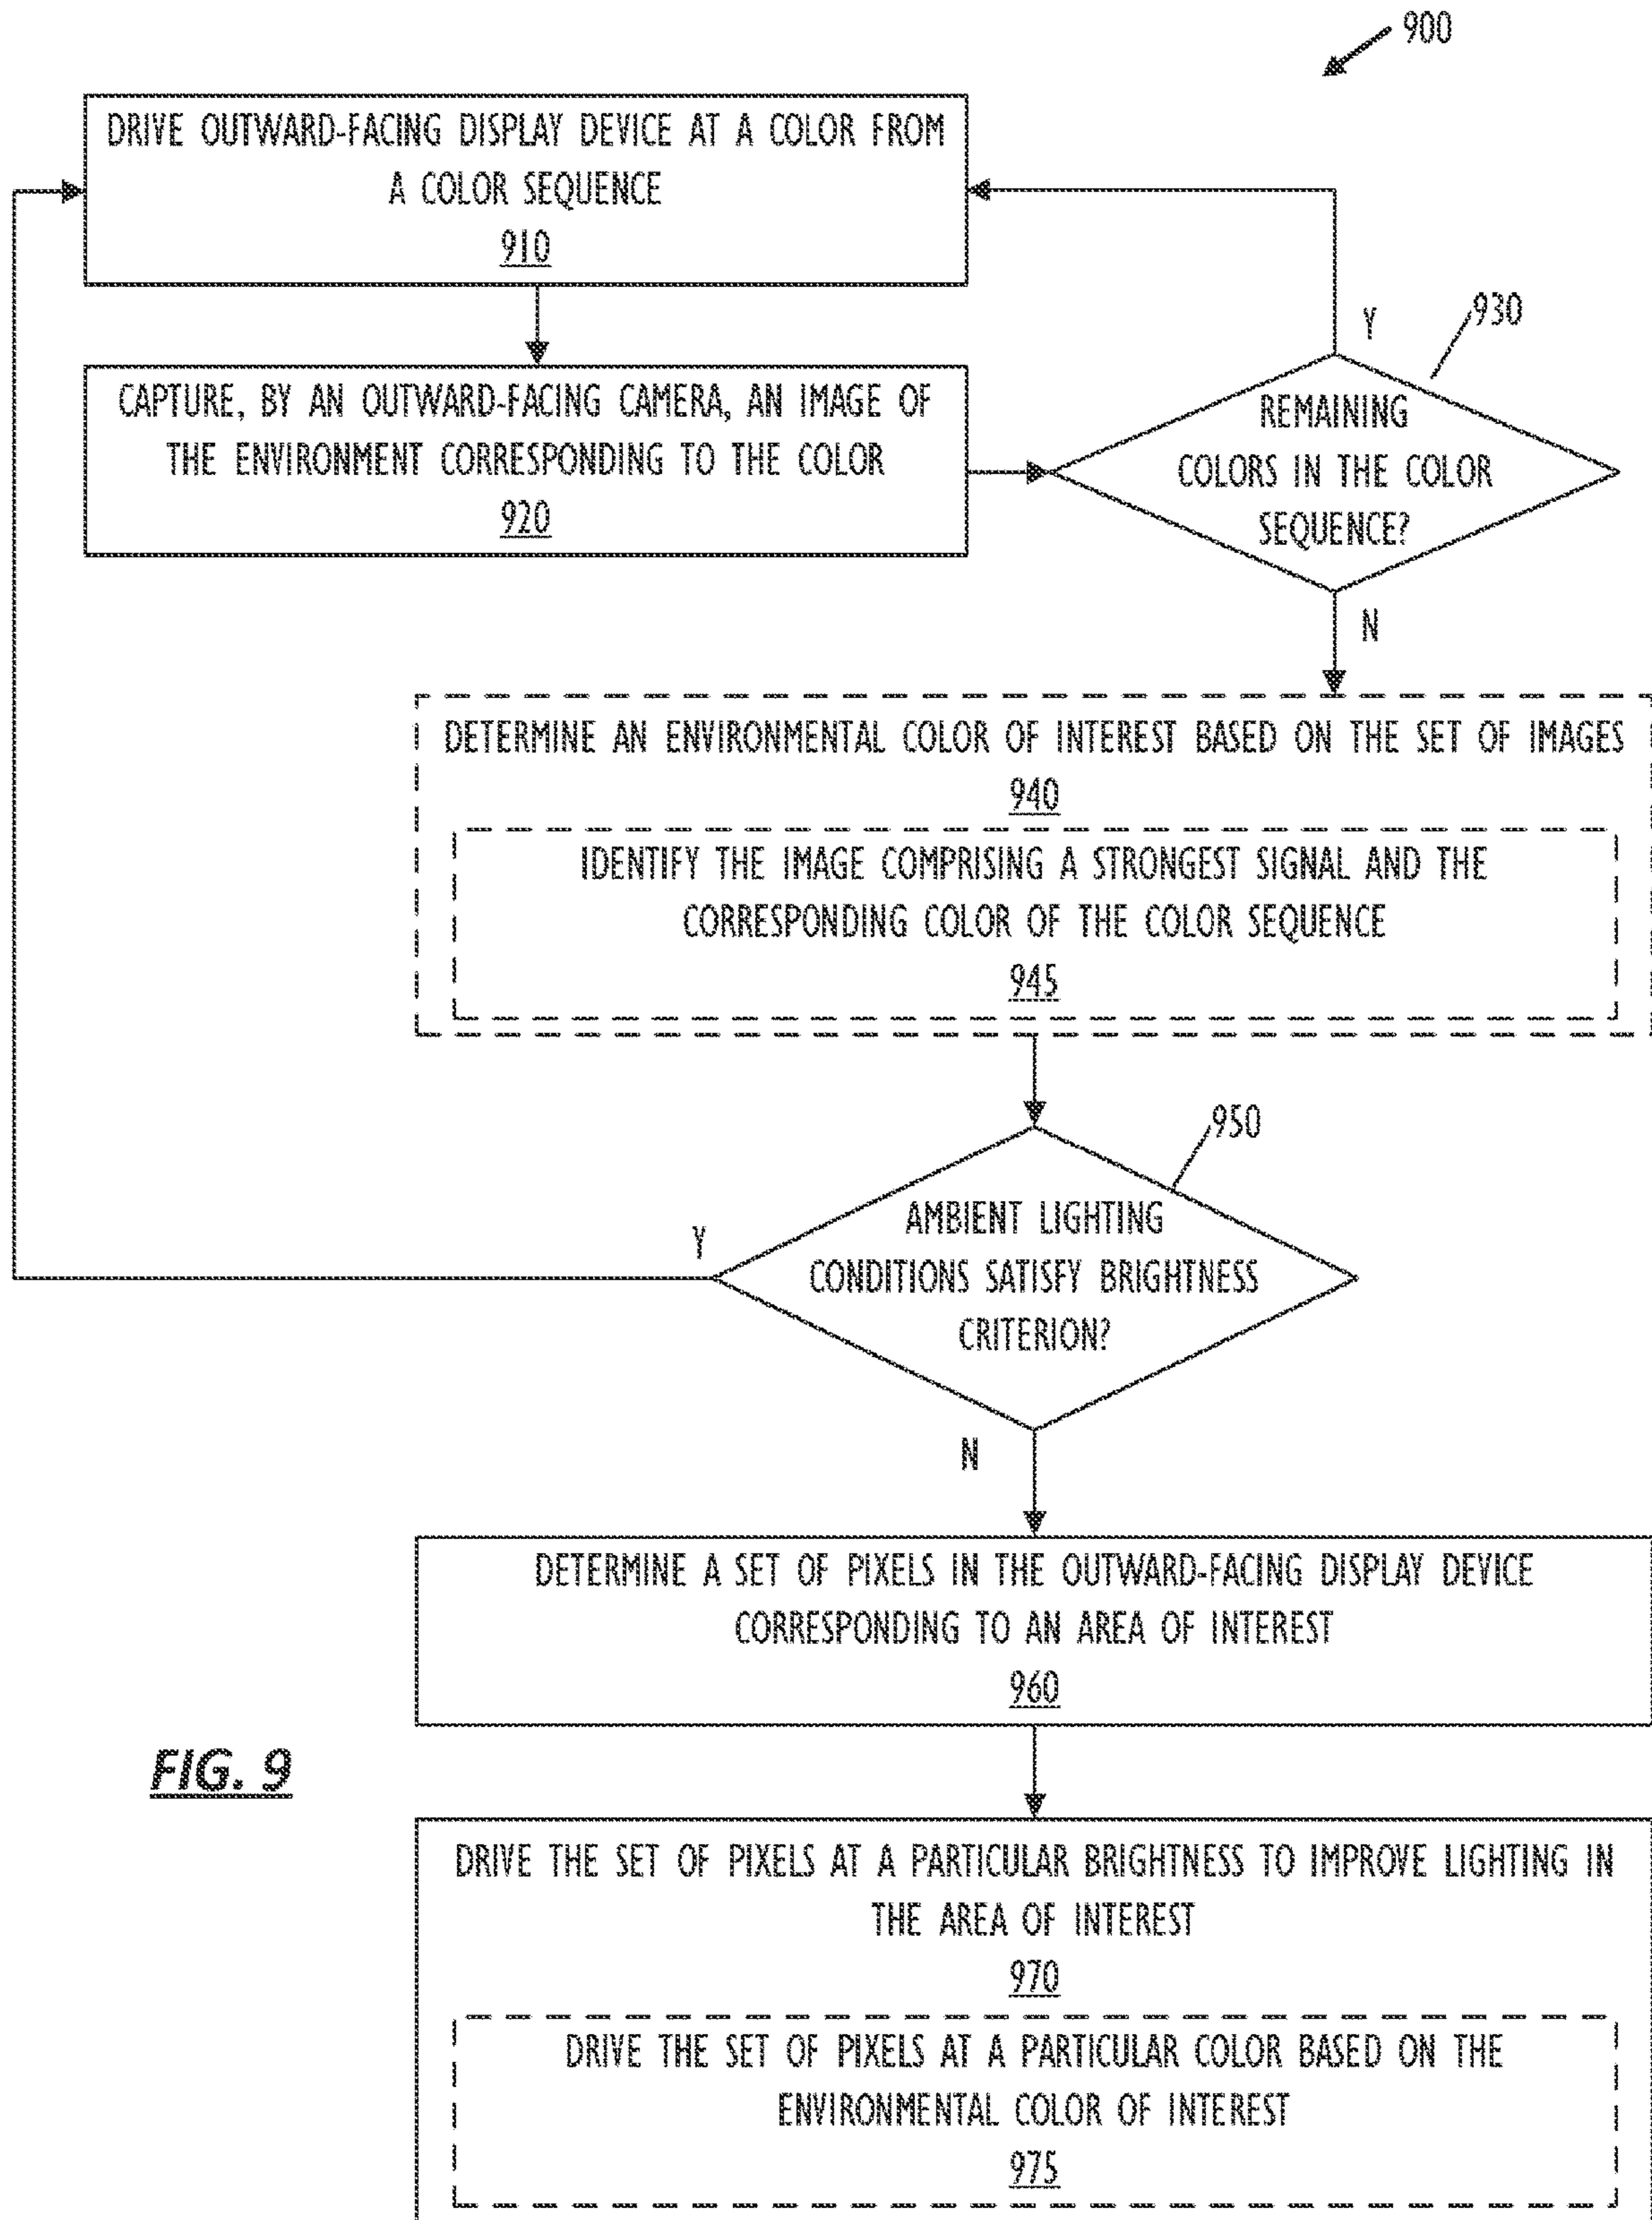 900
DRIVE OUTWARD-FACING DISPLAY DEVICE AT A COLOR FROM
A COLOR SEQUENCE
910
CAPTURE, BY AN OUTWARD-FACING CAMERA, AN IMAGE OF
THE ENVIRONMENT CORRESPONDING TO THE COLOR
920
Y
930
REMAINING
COLORS IN THE COLOR
SEQUENCE?
N
DETERMINE AN ENVIRONMENTAL COLOR OF INTEREST BASED ON THE SET OF IMAGES
940
IDENTIFY THE IMAGE COMPRISING A STRONGEST SIGNAL AND THE
CORRESPONDING COLOR OF THE COLOR SEQUENCE
945
950
Y
AMBIENT LIGHTING
CONDITIONS SATISFY BRIGHTNESS
CRITERION?
N
DETERMINE A SET OF PIXELS IN THE OUTWARD-FACING DISPLAY DEVICE
CORRESPONDING TO AN AREA OF INTEREST
960
FIG. 9
DRIVE THE SET OF PIXELS AT A PARTICULAR BRIGHTNESS TO IMPROVE LIGHTING IN
THE AREA OF INTEREST
970
DRIVE THE SET OF PIXELS AT A PARTICULAR COLOR BASED ON THE
ENVIRONMENTAL COLOR OF INTEREST
975